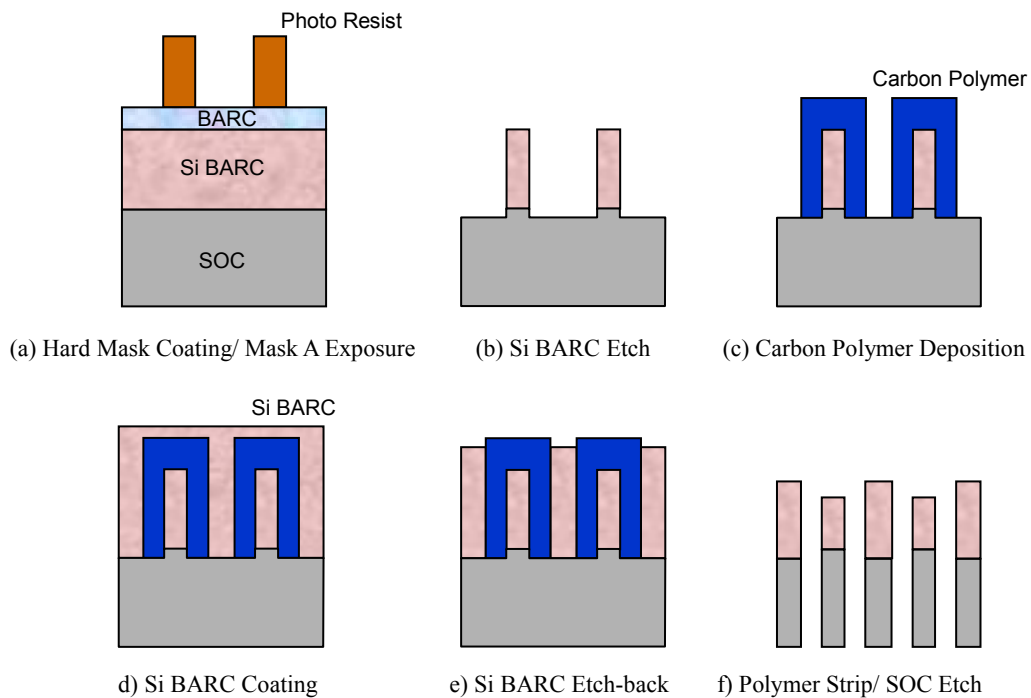 Photo Resist
BARC
Si BARC
SOC
Carbon Polymer
(a) Hard Mask Coating/ Mask A Exposure
(b) Si BARC Etch
(c) Carbon Polymer Deposition
Si BARC
d) Si BARC Coating
e) Si BARC Etch-back
f) Polymer Strip/ SOC Etch